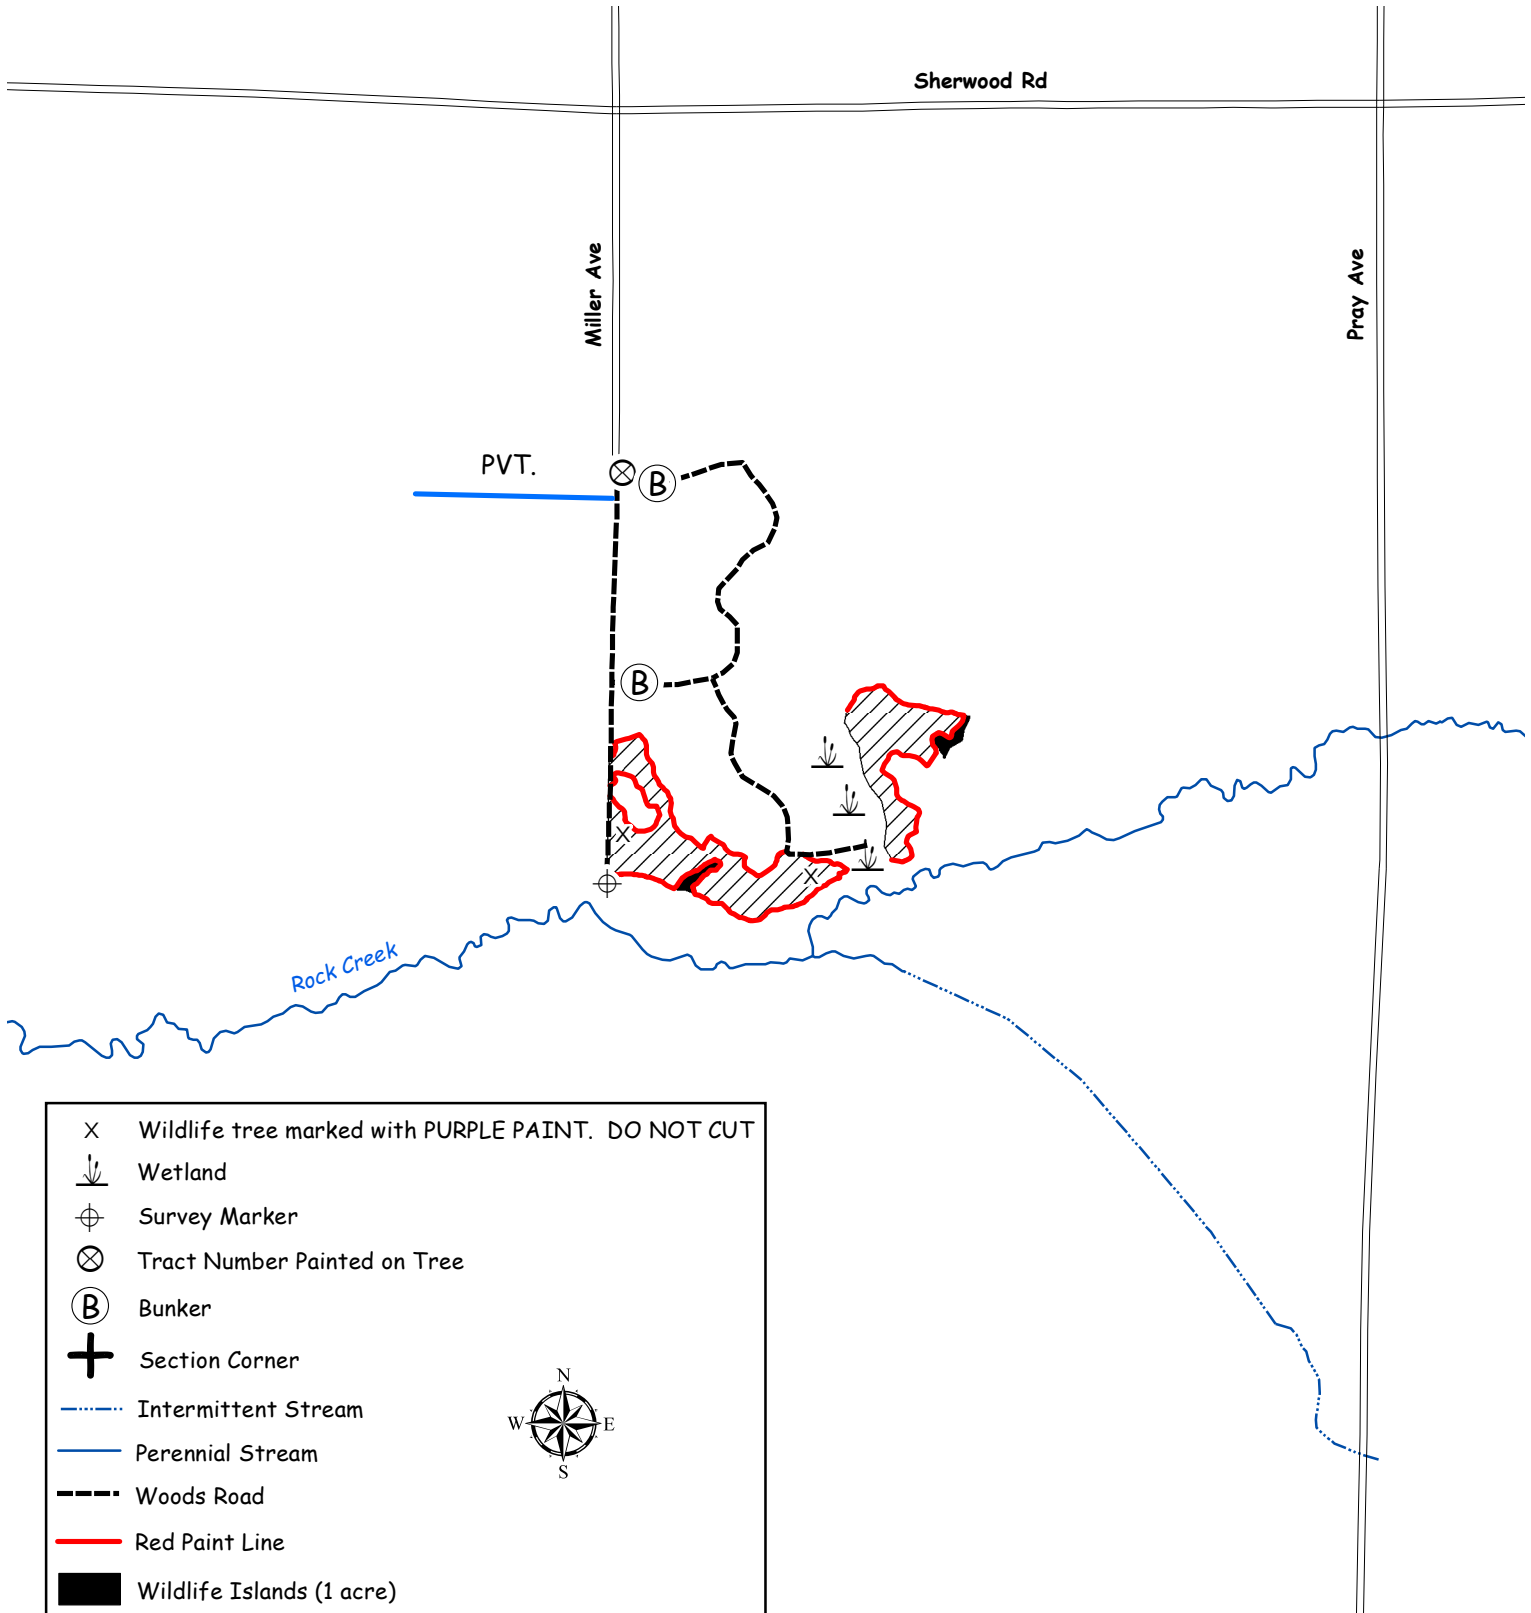 Sherwood Rd
Miller Ave
Pray Ave
PVT.
B
B
X
X
Rock Creek
X Wildlife tree marked with PURPLE PAINT. DO NOT CUT
Wetland
Survey Marker
Tract Number Painted on Tree
B Bunker
Section Corner
N
W E
S
Intermittent Stream
Perennial Stream
Woods Road
Red Paint Line
Wildlife Islands (1 acre)